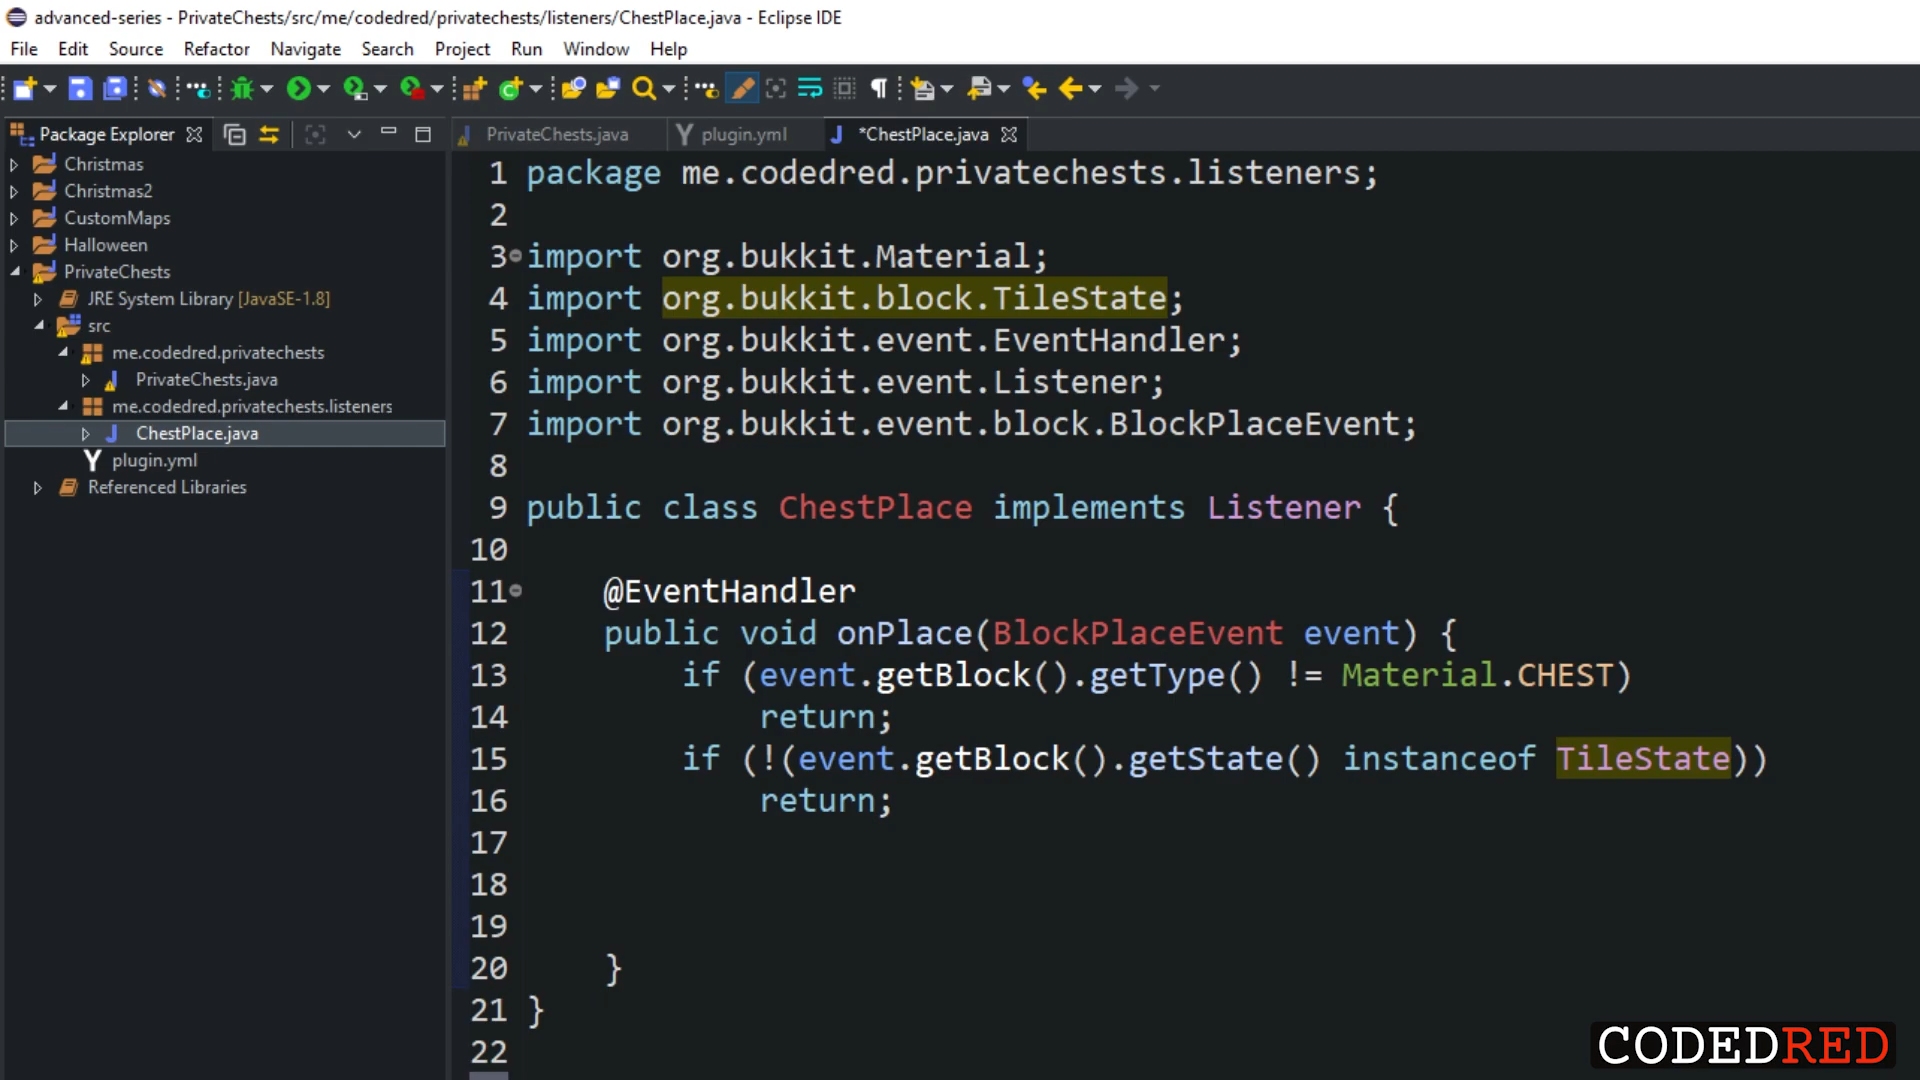 advanced-series - PrivateChests/src/me/codedred/privatechests/listeners/ChestPlace.java - Eclipse IDE
File Edit Source Refactor Navigate Search Project Run Window Help
Package Explorer
PrivateChests.java plugin.yml *ChestPlace.java
Christmas
Christmas2
CustomMaps
Halloween
PrivateChests
JRE System Library [JavaSE-1.8]
src
me.codedred.privatechests
PrivateChests.java
me.codedred.privatechests.listeners
ChestPlace.java
plugin.yml
Referenced Libraries
1 package me.codedred.privatechests.listeners;
2
3 import org.bukkit.Material;
4 import org.bukkit.block.TileState;
5 import org.bukkit.event.EventHandler;
6 import org.bukkit.event.Listener;
7 import org.bukkit.event.block.BlockPlaceEvent;
8
9 public class ChestPlace implements Listener {
10
11 @EventHandler
12 public void onPlace(BlockPlaceEvent event) {
13 if (event.getBlock().getType() != Material.CHEST)
14 return;
15 if (!(event.getBlock().getState() instanceof TileState))
16 return;
17
18
19
20 }
21 }
22
CODEDRED